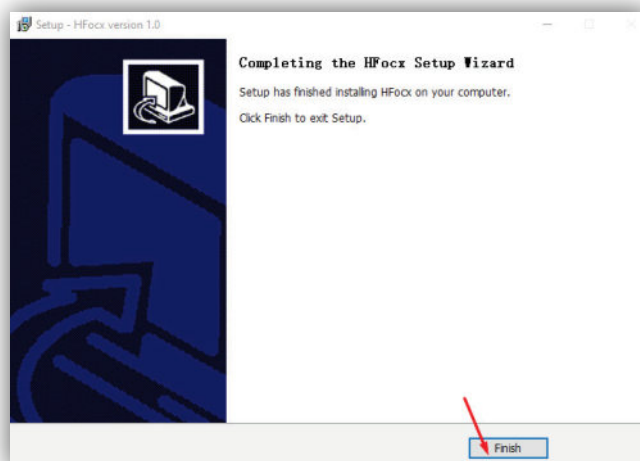 Setup - HFocx version 1.0
Completing the HFocx Setup Wizard
Setup has finished installing HFocx on your computer.
Click Finish to exit Setup.
Finish